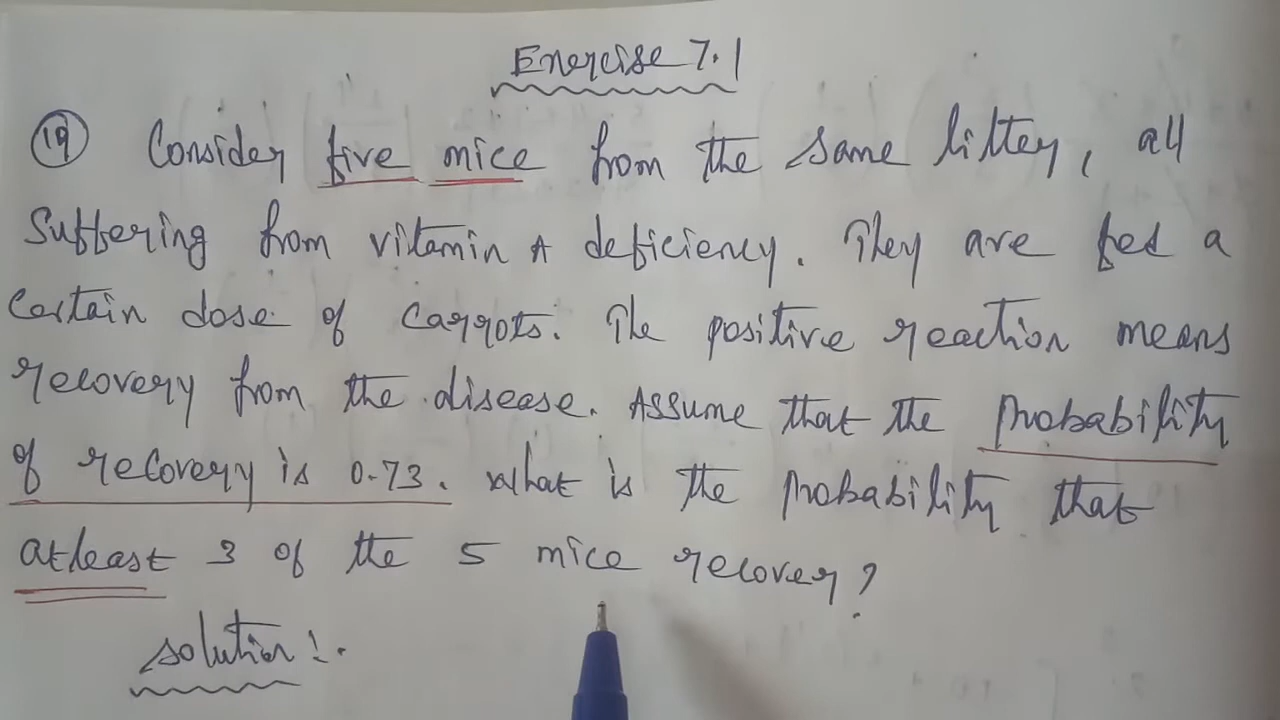 Exercise 7.1
19 Consider five mice from the same litter, all
suffering from vitamin A deficiency. They are fed a
certain dose of carrots. The positive reaction means
recovery from the disease. Assume that the probability
of recovery is 0.73. What is the probability that
atleast 3 of the 5 mice recover?
Solution:.